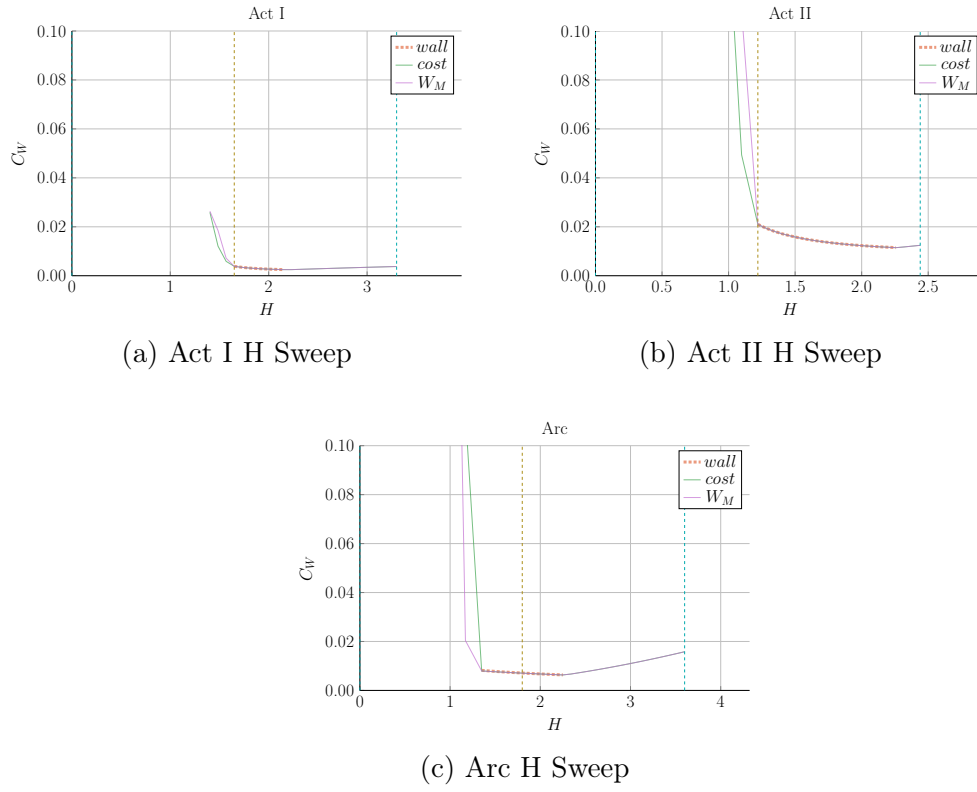 Act I
0.10
0.08
0.06
0.04
0.02
0.00
C_W
0 1 2 3
H
wall
cost
W_M
(a) Act I H Sweep
Act II
0.10
0.08
0.06
0.04
0.02
0.00
C_W
0.0 0.5 1.0 1.5 2.0 2.5
H
wall
cost
W_M
(b) Act II H Sweep
Arc
0.10
0.08
0.06
0.04
0.02
0.00
C_W
0 1 2 3 4
H
wall
cost
W_M
(c) Arc H Sweep